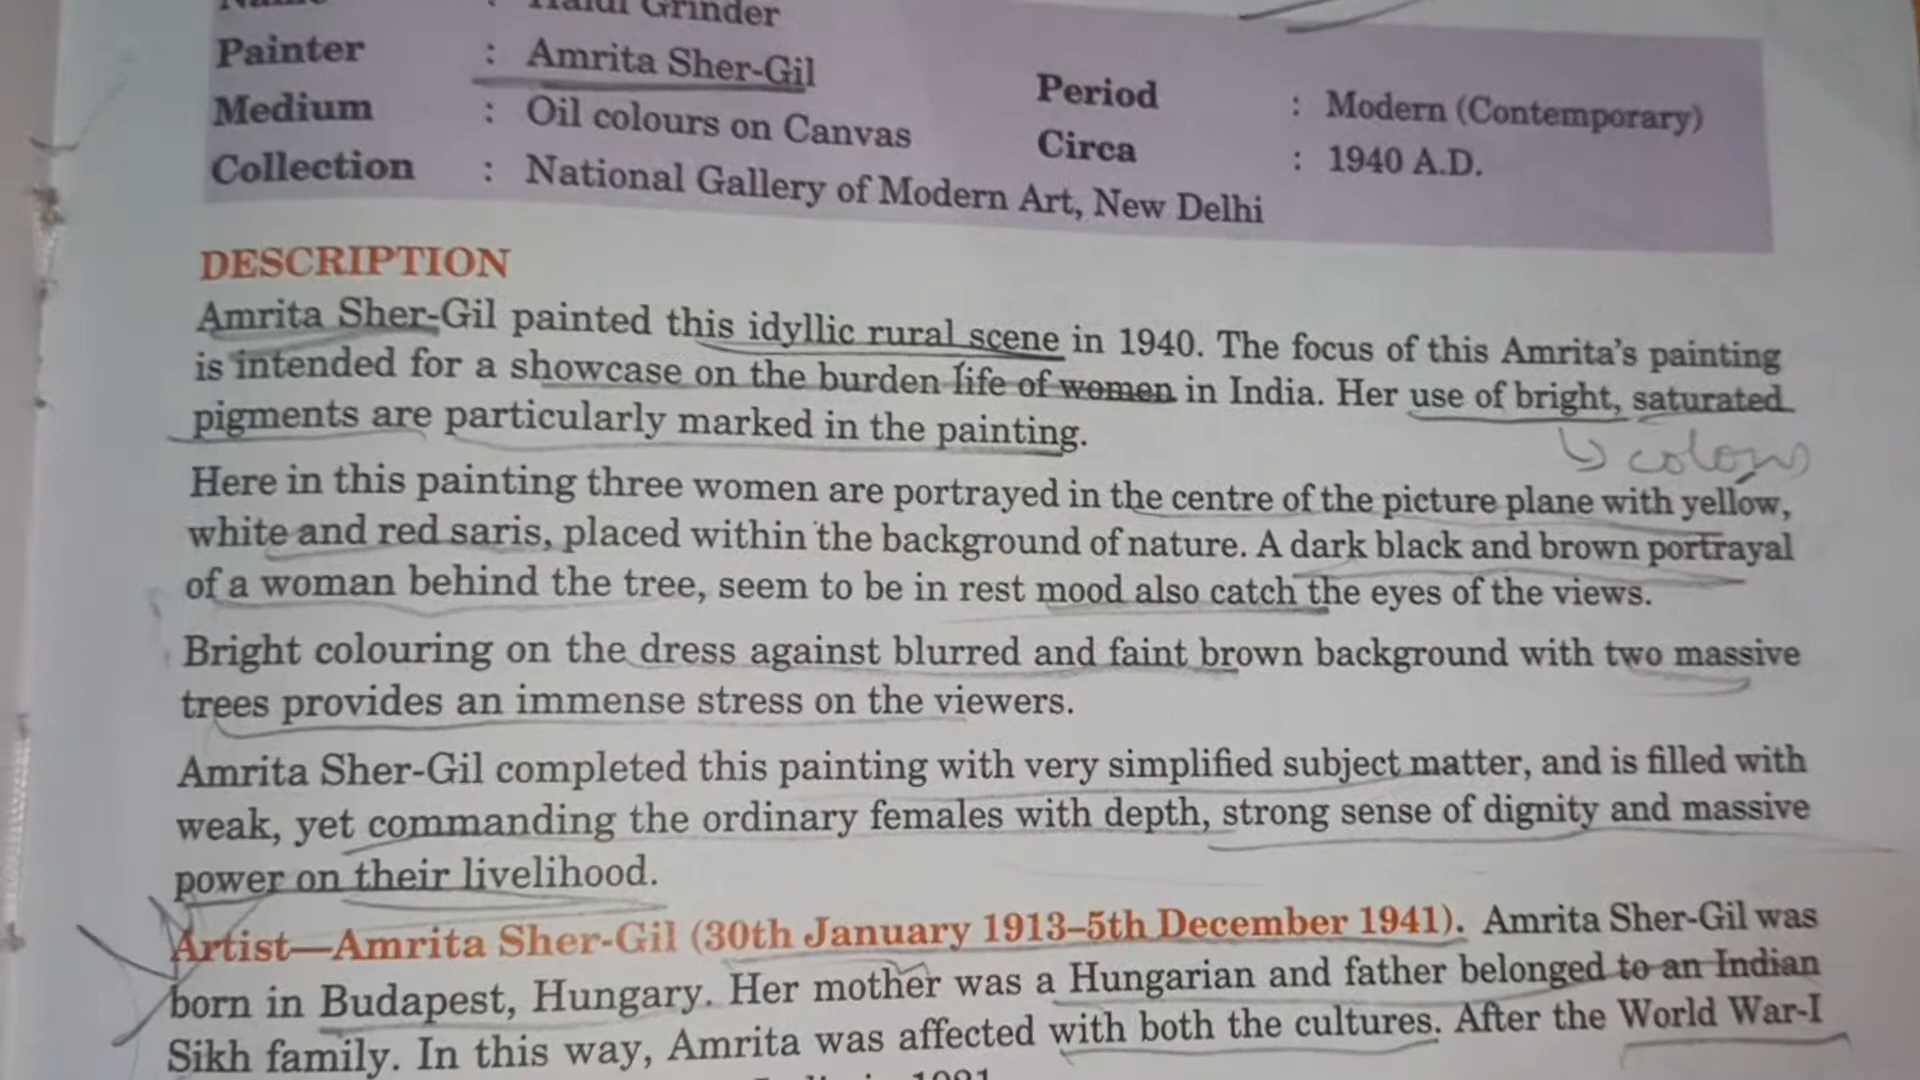 : Haldi Grinder
Painter : Amrita Sher-Gil
Medium : Oil colours on Canvas
Collection : National Gallery of Modern Art, New Delhi
Period : Modern (Contemporary)
Circa : 1940 A.D.
DESCRIPTION
Amrita Sher-Gil painted this idyllic rural scene in 1940. The focus of this Amrita's painting
is intended for a showcase on the burden life of women in India. Her use of bright, saturated
pigments are particularly marked in the painting.
↳ colours
Here in this painting three women are portrayed in the centre of the picture plane with yellow,
white and red saris, placed within the background of nature. A dark black and brown portrayal
of a woman behind the tree, seem to be in rest mood also catch the eyes of the views.
Bright colouring on the dress against blurred and faint brown background with two massive
trees provides an immense stress on the viewers.
Amrita Sher-Gil completed this painting with very simplified subject matter, and is filled with
weak, yet commanding the ordinary females with depth, strong sense of dignity and massive
power on their livelihood.
Artist—Amrita Sher-Gil (30th January 1913–5th December 1941). Amrita Sher-Gil was
born in Budapest, Hungary. Her mother was a Hungarian and father belonged to an Indian
Sikh family. In this way, Amrita was affected with both the cultures. After the World War-I